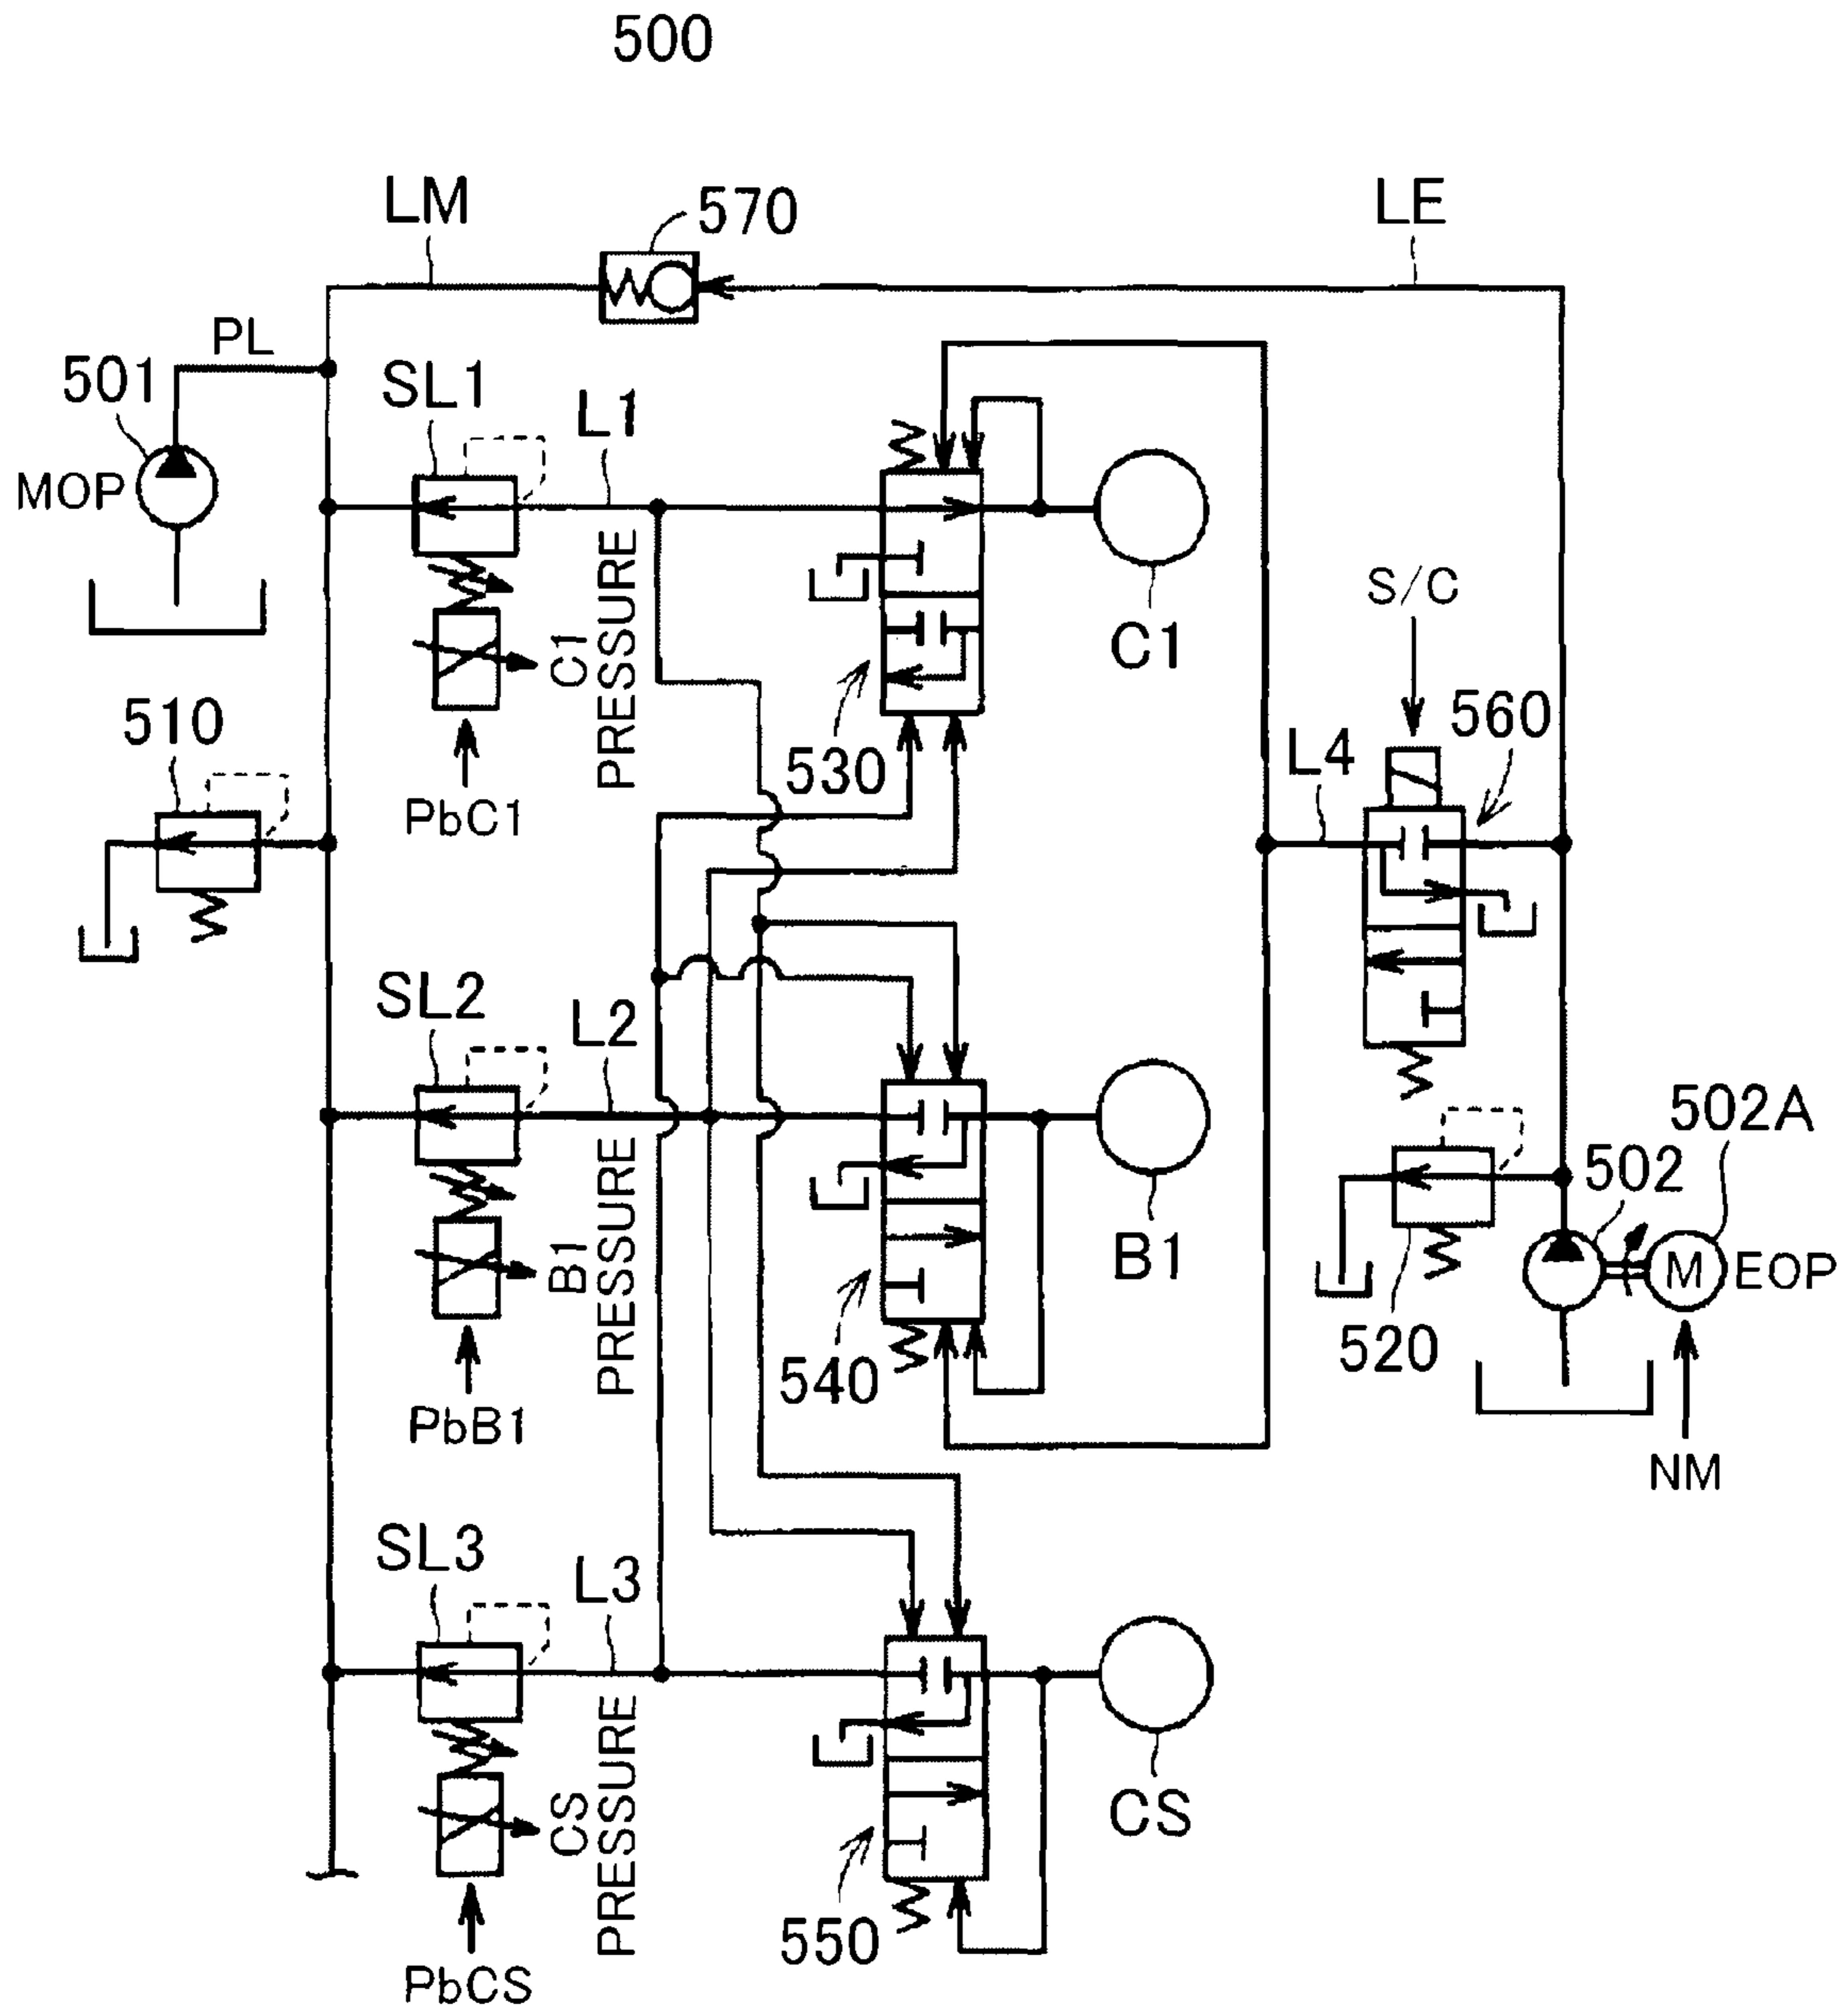 500
LM
570
LE
PL
501
MOP
SL1
L1
C1
PRESSURE
PbC1
530
C1
S/C
560
L4
510
SL2
L2
B1
PRESSURE
PbB1
540
B1
502A
502
M
EOP
520
NM
SL3
L3
CS
PRESSURE
PbCS
550
CS